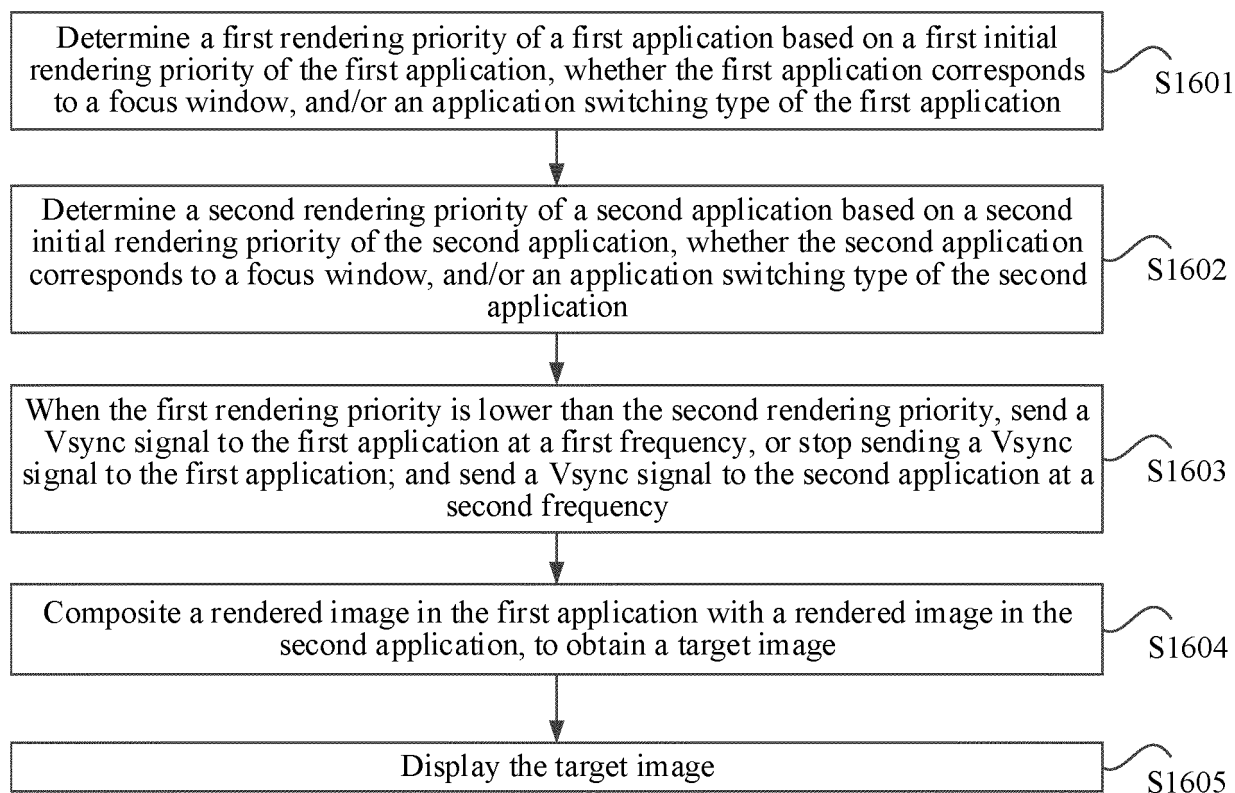 Determine a first rendering priority of a first application based on a first initial
rendering priority of the first application, whether the first application corresponds
to a focus window, and/or an application switching type of the first application
S1601
Determine a second rendering priority of a second application based on a second
initial rendering priority of the second application, whether the second application
corresponds to a focus window, and/or an application switching type of the second
application
S1602
When the first rendering priority is lower than the second rendering priority, send a
Vsync signal to the first application at a first frequency, or stop sending a Vsync
signal to the first application; and send a Vsync signal to the second application at a
second frequency
S1603
Composite a rendered image in the first application with a rendered image in the
second application, to obtain a target image
S1604
Display the target image
S1605